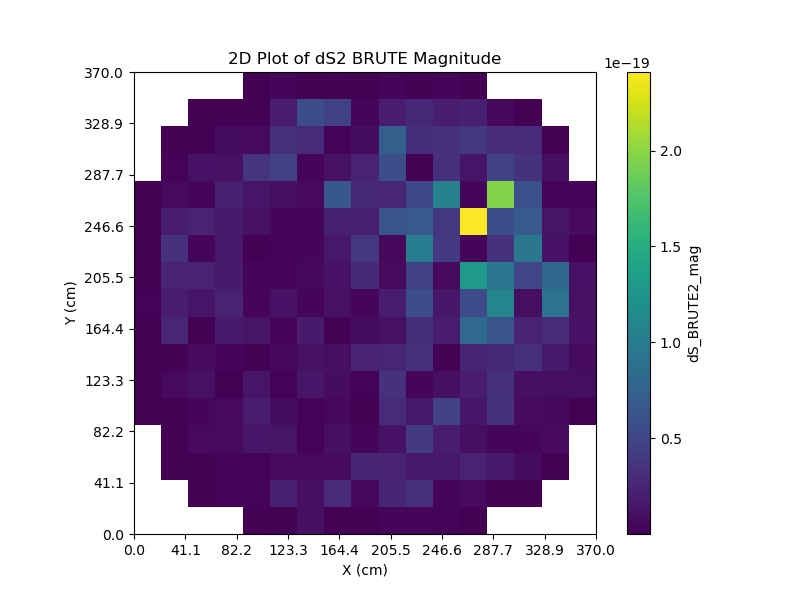 2D Plot of dS2 BRUTE Magnitude
1e−19
370.0
328.9
287.7
246.6
205.5
164.4
123.3
82.2
41.1
0.0
Y (cm)
0.0 41.1 82.2 123.3 164.4 205.5 246.6 287.7 328.9 370.0
X (cm)
2.0
1.5
1.0
0.5
dS_BRUTE2_mag